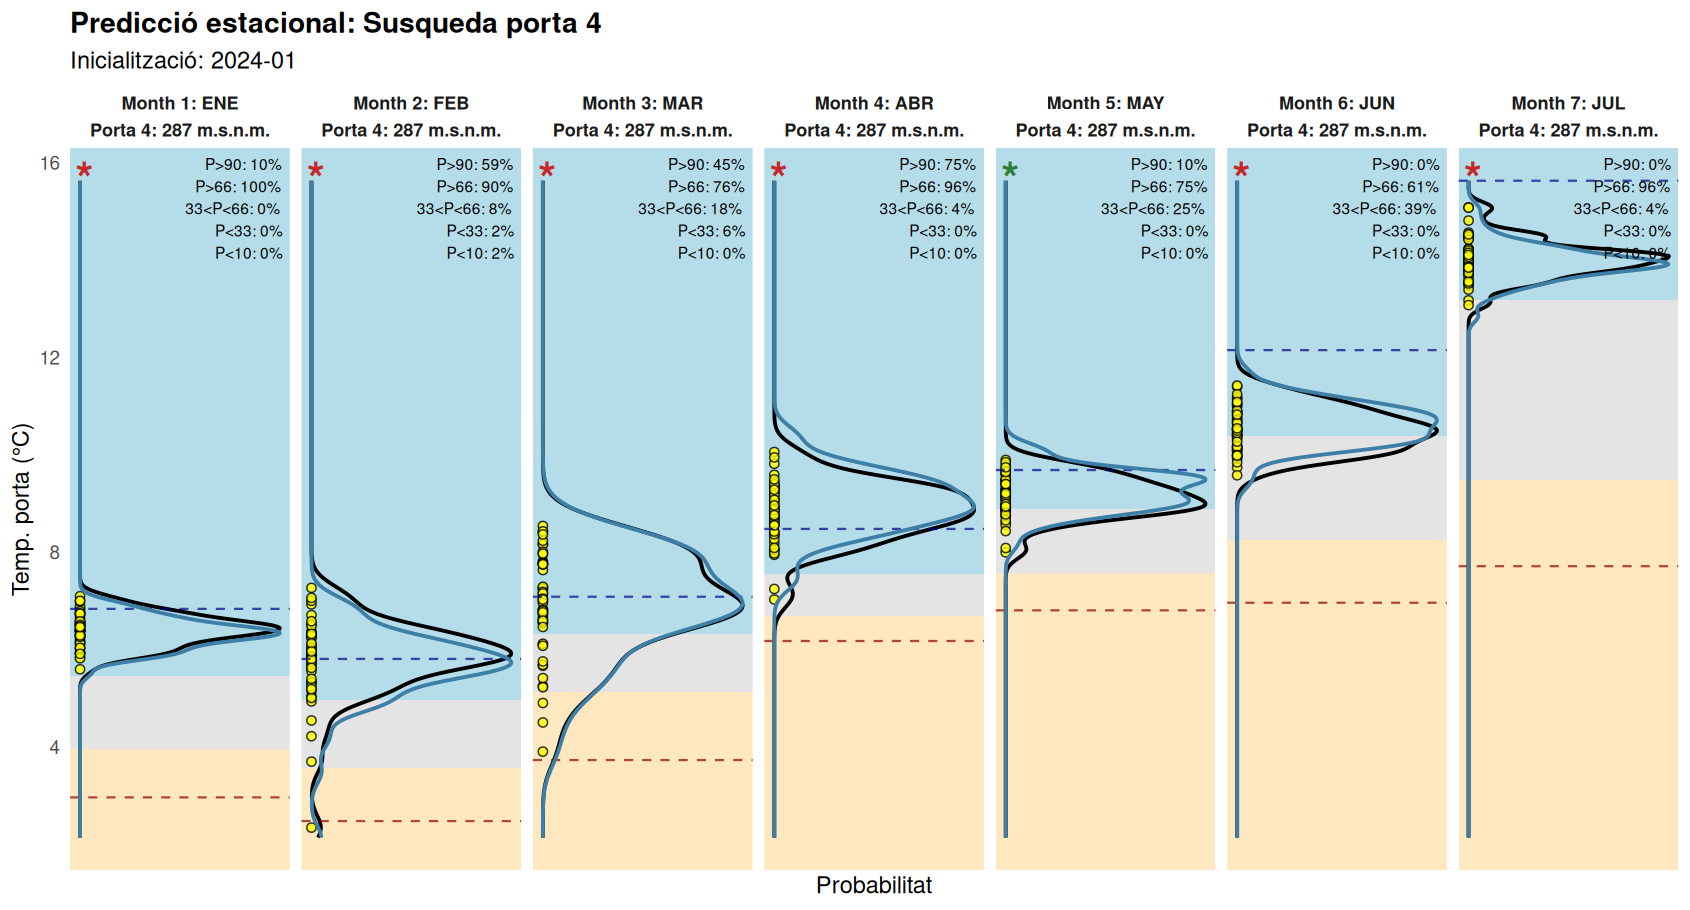 Predicció estacional: Susqueda porta 4
Inicialització: 2024-01
Month 1: ENE
Porta 4: 287 m.s.n.m.
Month 2: FEB
Porta 4: 287 m.s.n.m.
Month 3: MAR
Porta 4: 287 m.s.n.m.
Month 4: ABR
Porta 4: 287 m.s.n.m.
Month 5: MAY
Porta 4: 287 m.s.n.m.
Month 6: JUN
Porta 4: 287 m.s.n.m.
Month 7: JUL
Porta 4: 287 m.s.n.m.
*
P>90: 10%
P>66: 100%
33<P<66: 0%
P<33: 0%
P<10: 0%
*
P>90: 59%
P>66: 90%
33<P<66: 8%
P<33: 2%
P<10: 2%
*
P>90: 45%
P>66: 76%
33<P<66: 18%
P<33: 6%
P<10: 0%
*
P>90: 75%
P>66: 96%
33<P<66: 4%
P<33: 0%
P<10: 0%
*
P>90: 10%
P>66: 75%
33<P<66: 25%
P<33: 0%
P<10: 0%
*
P>90: 0%
P>66: 61%
33<P<66: 39%
P<33: 0%
P<10: 0%
*
P>90: 0%
P>66: 96%
33<P<66: 4%
P<33: 0%
P<10: 0%
16
12
8
4
Temp. porta (°C)
Probabilitat